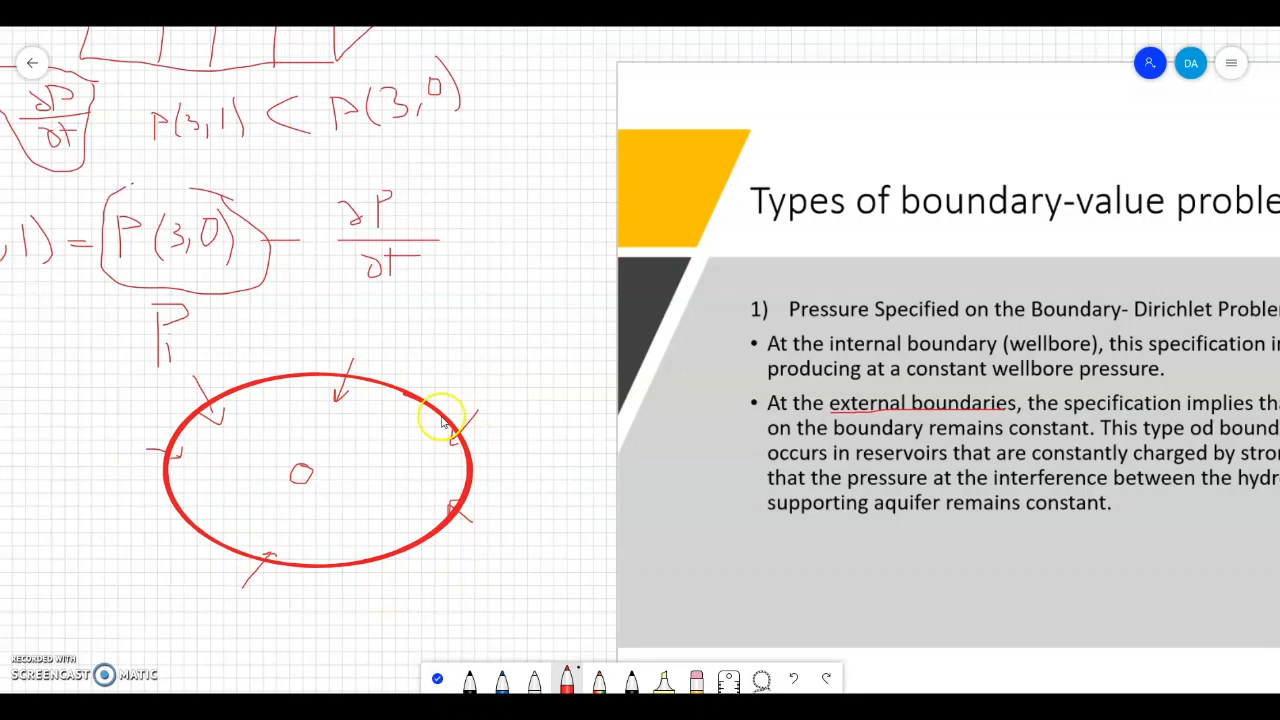 ∂P
∂t
P(3,1) < P(3,0)
,1) = P(3,0) — ∂P
∂t
Pi
DA
Types of boundary-value proble
1) Pressure Specified on the Boundary- Dirichlet Proble
• At the internal boundary (wellbore), this specification i
producing at a constant wellbore pressure.
• At the external boundaries, the specification implies tha
on the boundary remains constant. This type od bound
occurs in reservoirs that are constantly charged by stro
that the pressure at the interference between the hydr
supporting aquifer remains constant.
RECORDED WITH
SCREENCAST MATIC